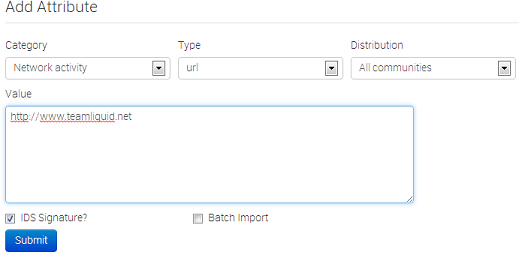 Add Attribute
Category Type Distribution
Network activity url All communities
Value
http://www.teamliquid.net
IDS Signature? Batch Import
Submit